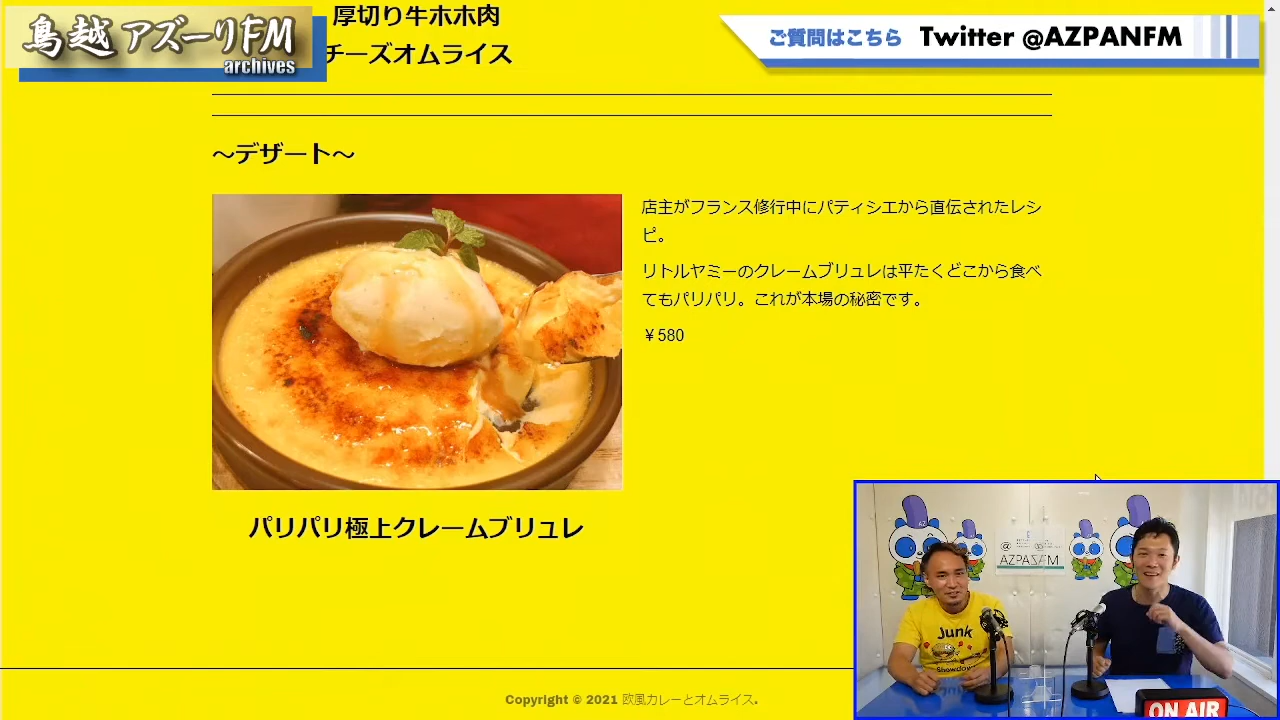 鳥越 アズーリFM
archives
厚切り牛ホホ肉
チーズオムライス
ご質問はこちら Twitter @AZPANFM
～デザート～
店主がフランス修行中にパティシエから直伝されたレシ
ピ。
リトルヤミーのクレームブリュレは平たくどこから食べ
てもパリパリ。これが本場の秘密です。
￥580
パリパリ極上クレームブリュレ
AZPANFM
Junk
Showdown
ON AIR
Copyright © 2021 欧風カレーとオムライス.